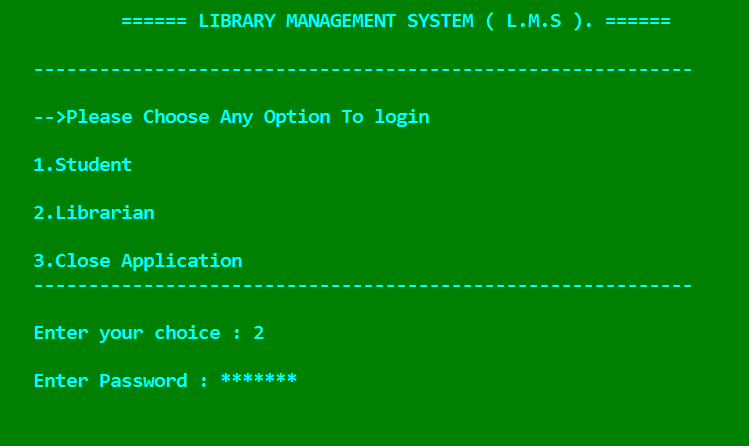 ====== LIBRARY MANAGEMENT SYSTEM ( L.M.S ). ======
------------------------------------------------------------
-->Please Choose Any Option To login
1.Student
2.Librarian
3.Close Application
------------------------------------------------------------
Enter your choice : 2
Enter Password : *******